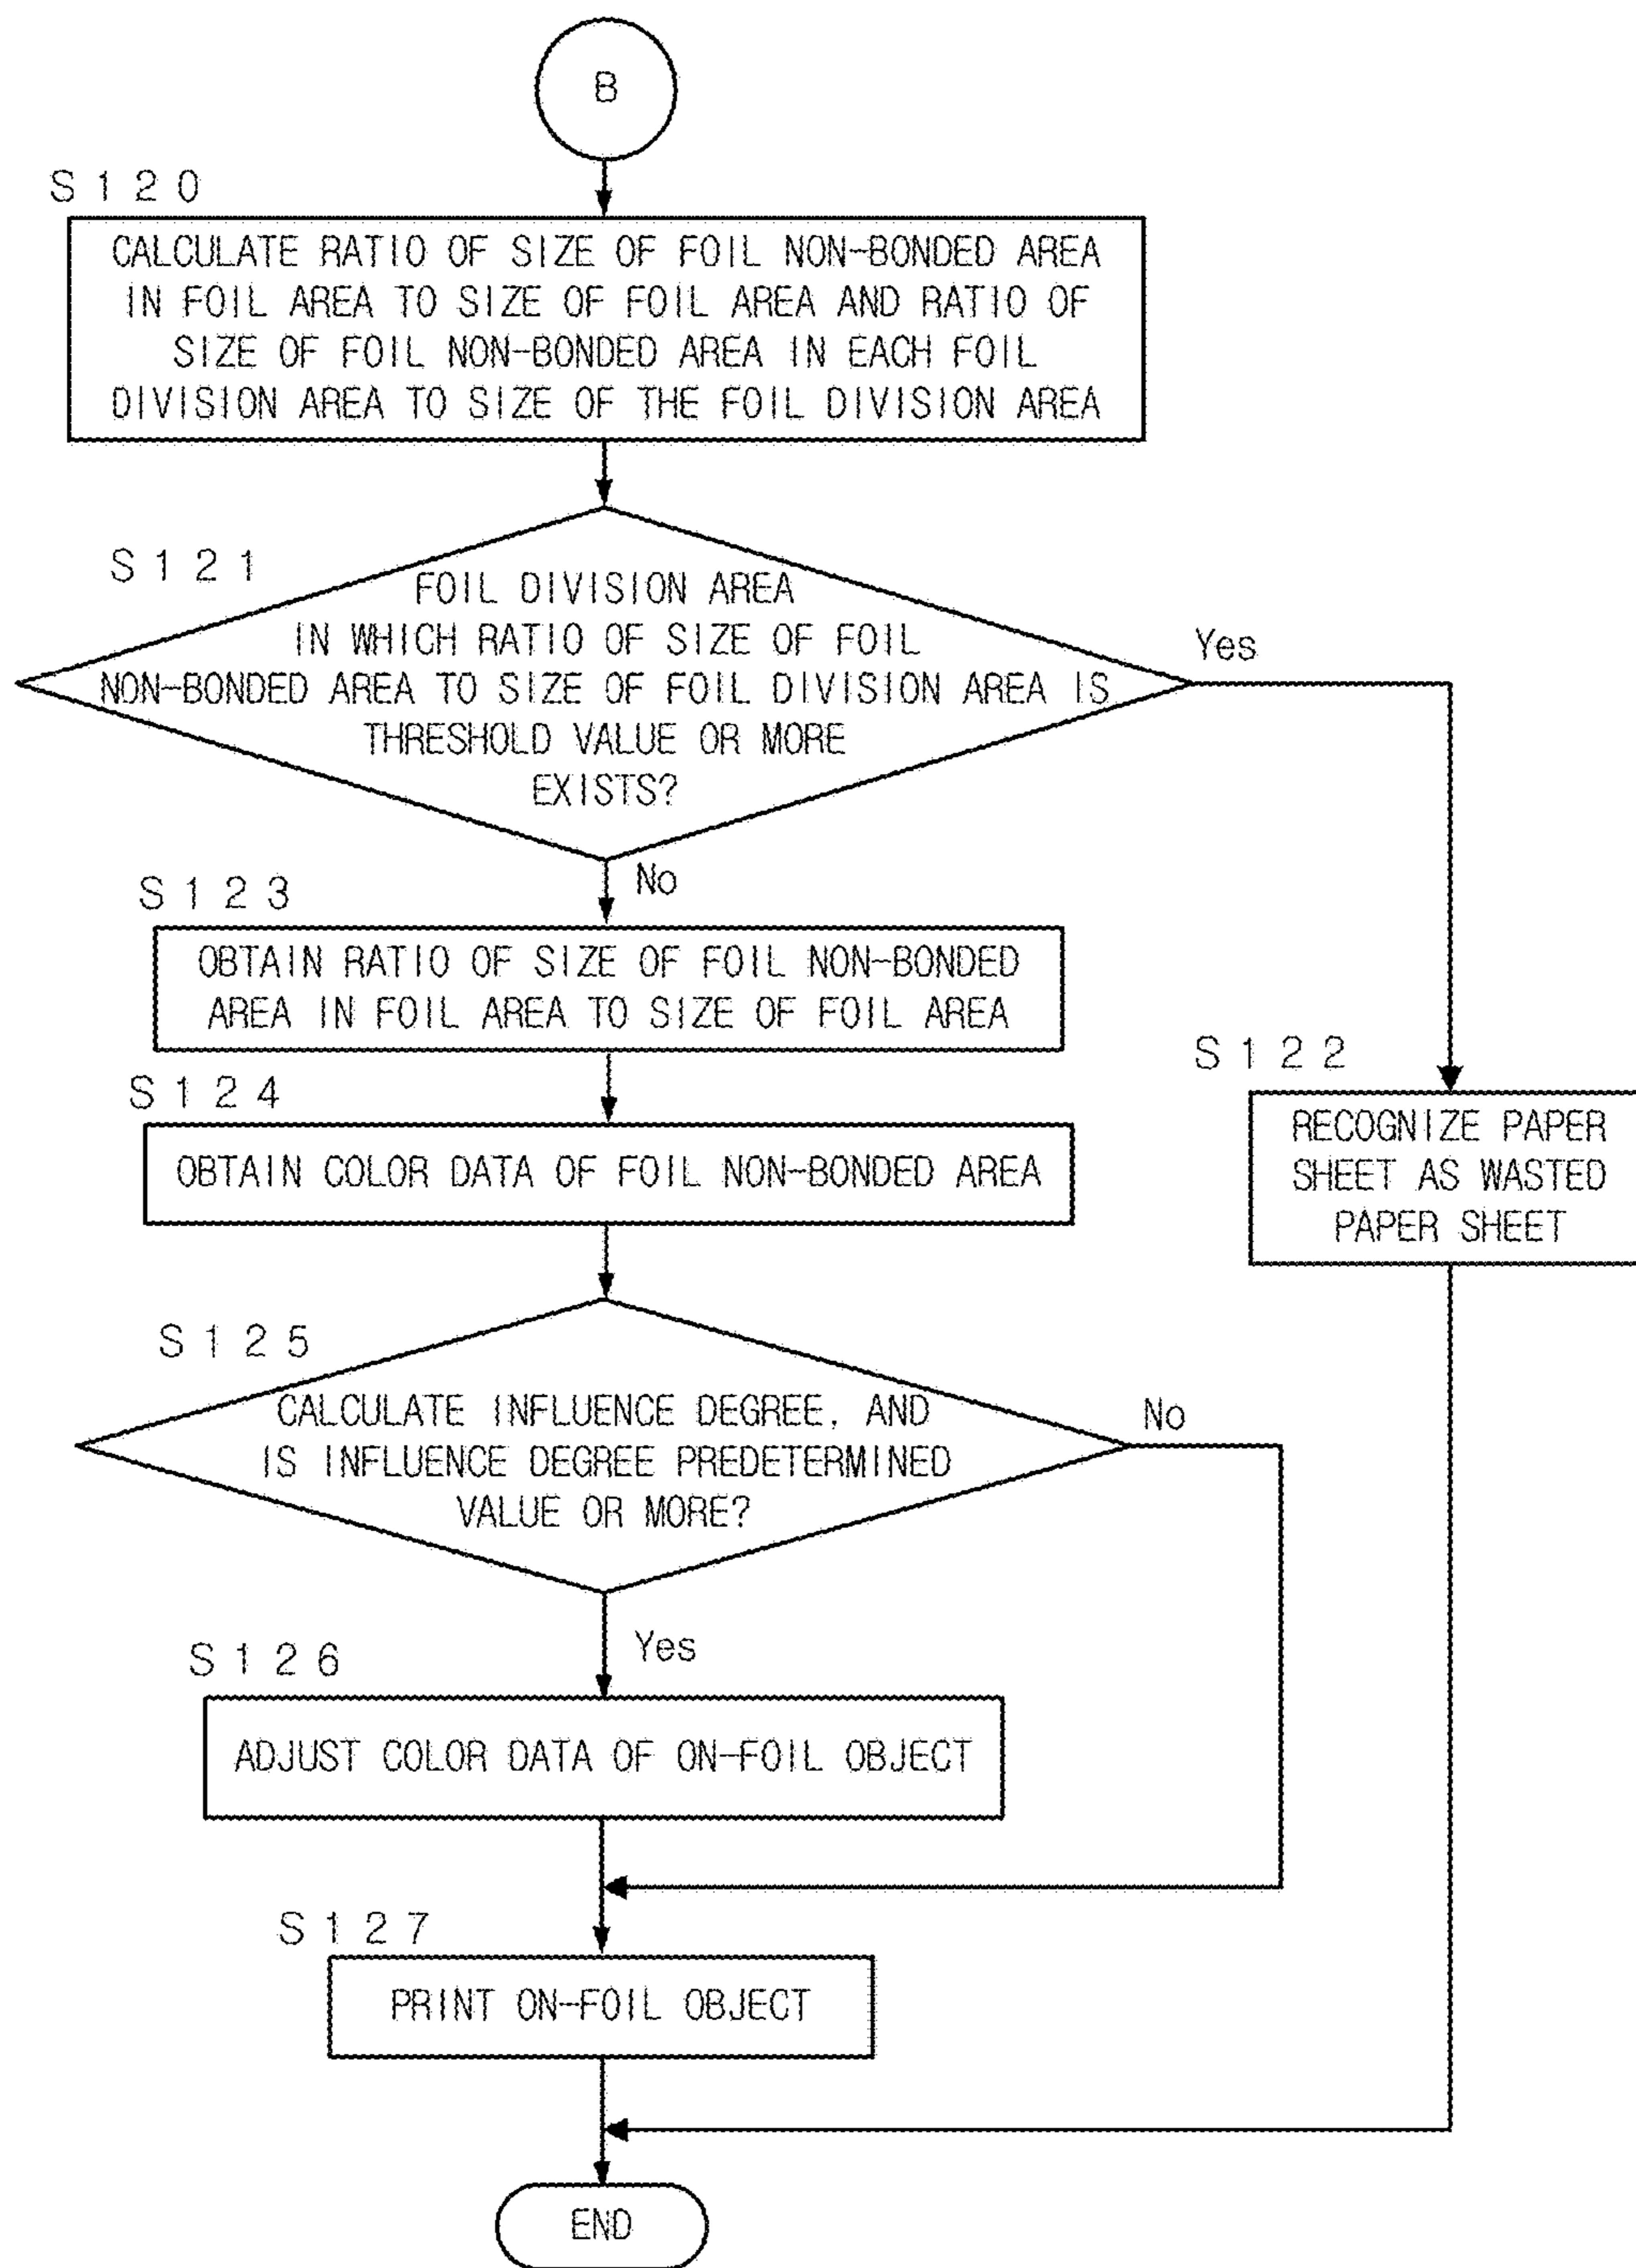 B
S120
CALCULATE RATIO OF SIZE OF FOIL NON-BONDED AREA
IN FOIL AREA TO SIZE OF FOIL AREA AND RATIO OF
SIZE OF FOIL NON-BONDED AREA IN EACH FOIL
DIVISION AREA TO SIZE OF THE FOIL DIVISION AREA
S121
FOIL DIVISION AREA
IN WHICH RATIO OF SIZE OF FOIL
NON-BONDED AREA TO SIZE OF FOIL DIVISION AREA IS
THRESHOLD VALUE OR MORE
EXISTS?
Yes
No
S123
OBTAIN RATIO OF SIZE OF FOIL NON-BONDED
AREA IN FOIL AREA TO SIZE OF FOIL AREA
S122
RECOGNIZE PAPER
SHEET AS WASTED
PAPER SHEET
S124
OBTAIN COLOR DATA OF FOIL NON-BONDED AREA
S125
CALCULATE INFLUENCE DEGREE, AND
IS INFLUENCE DEGREE PREDETERMINED
VALUE OR MORE?
No
Yes
S126
ADJUST COLOR DATA OF ON-FOIL OBJECT
S127
PRINT ON-FOIL OBJECT
END